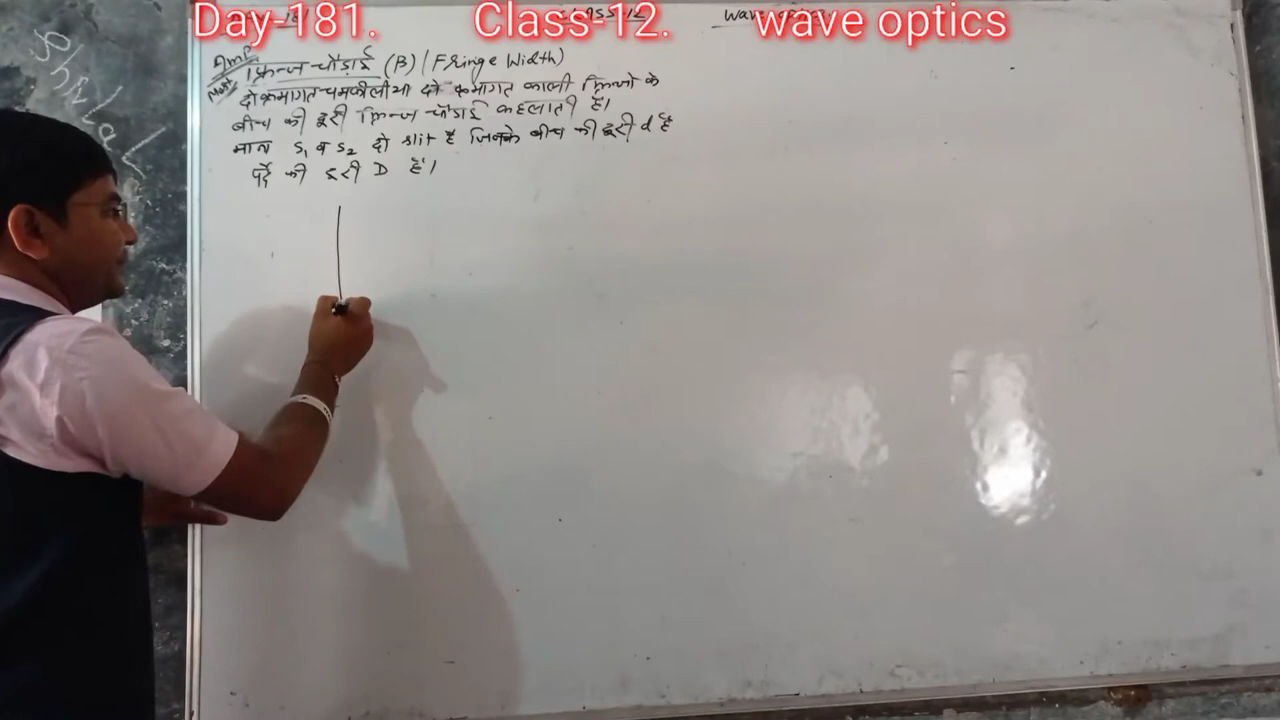 Day-181. Class-12. wave optics
Imp फ्रिन्ज चौड़ाई (B) / Fringe Width)
Most
दो क्रमागत चमकीली या दो क्रमागत काली फ्रिन्जो के
बीच की दूरी फ्रिन्ज चौड़ाई कहलाती है।
माना S₁ व S₂ दो slit है जिनके बीच की दूरी d है
पर्दे की दूरी D है।